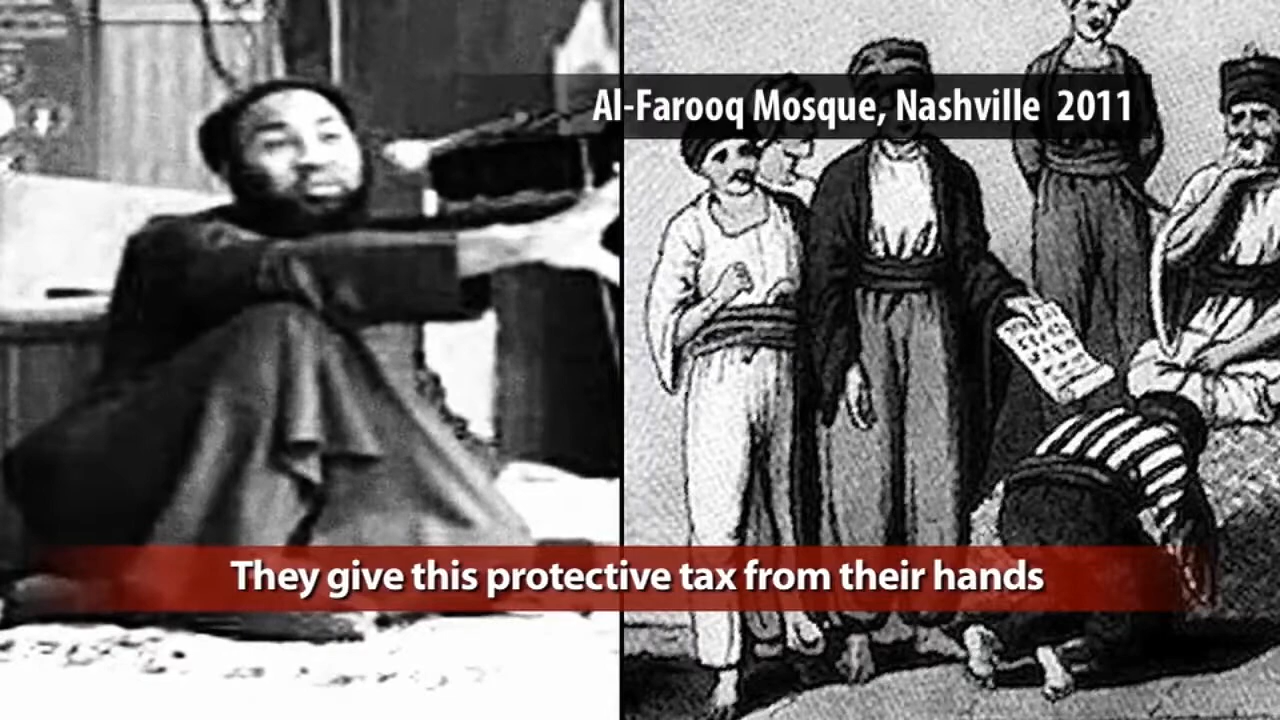 Al-Farooq Mosque, Nashville 2011
They give this protective tax from their hands